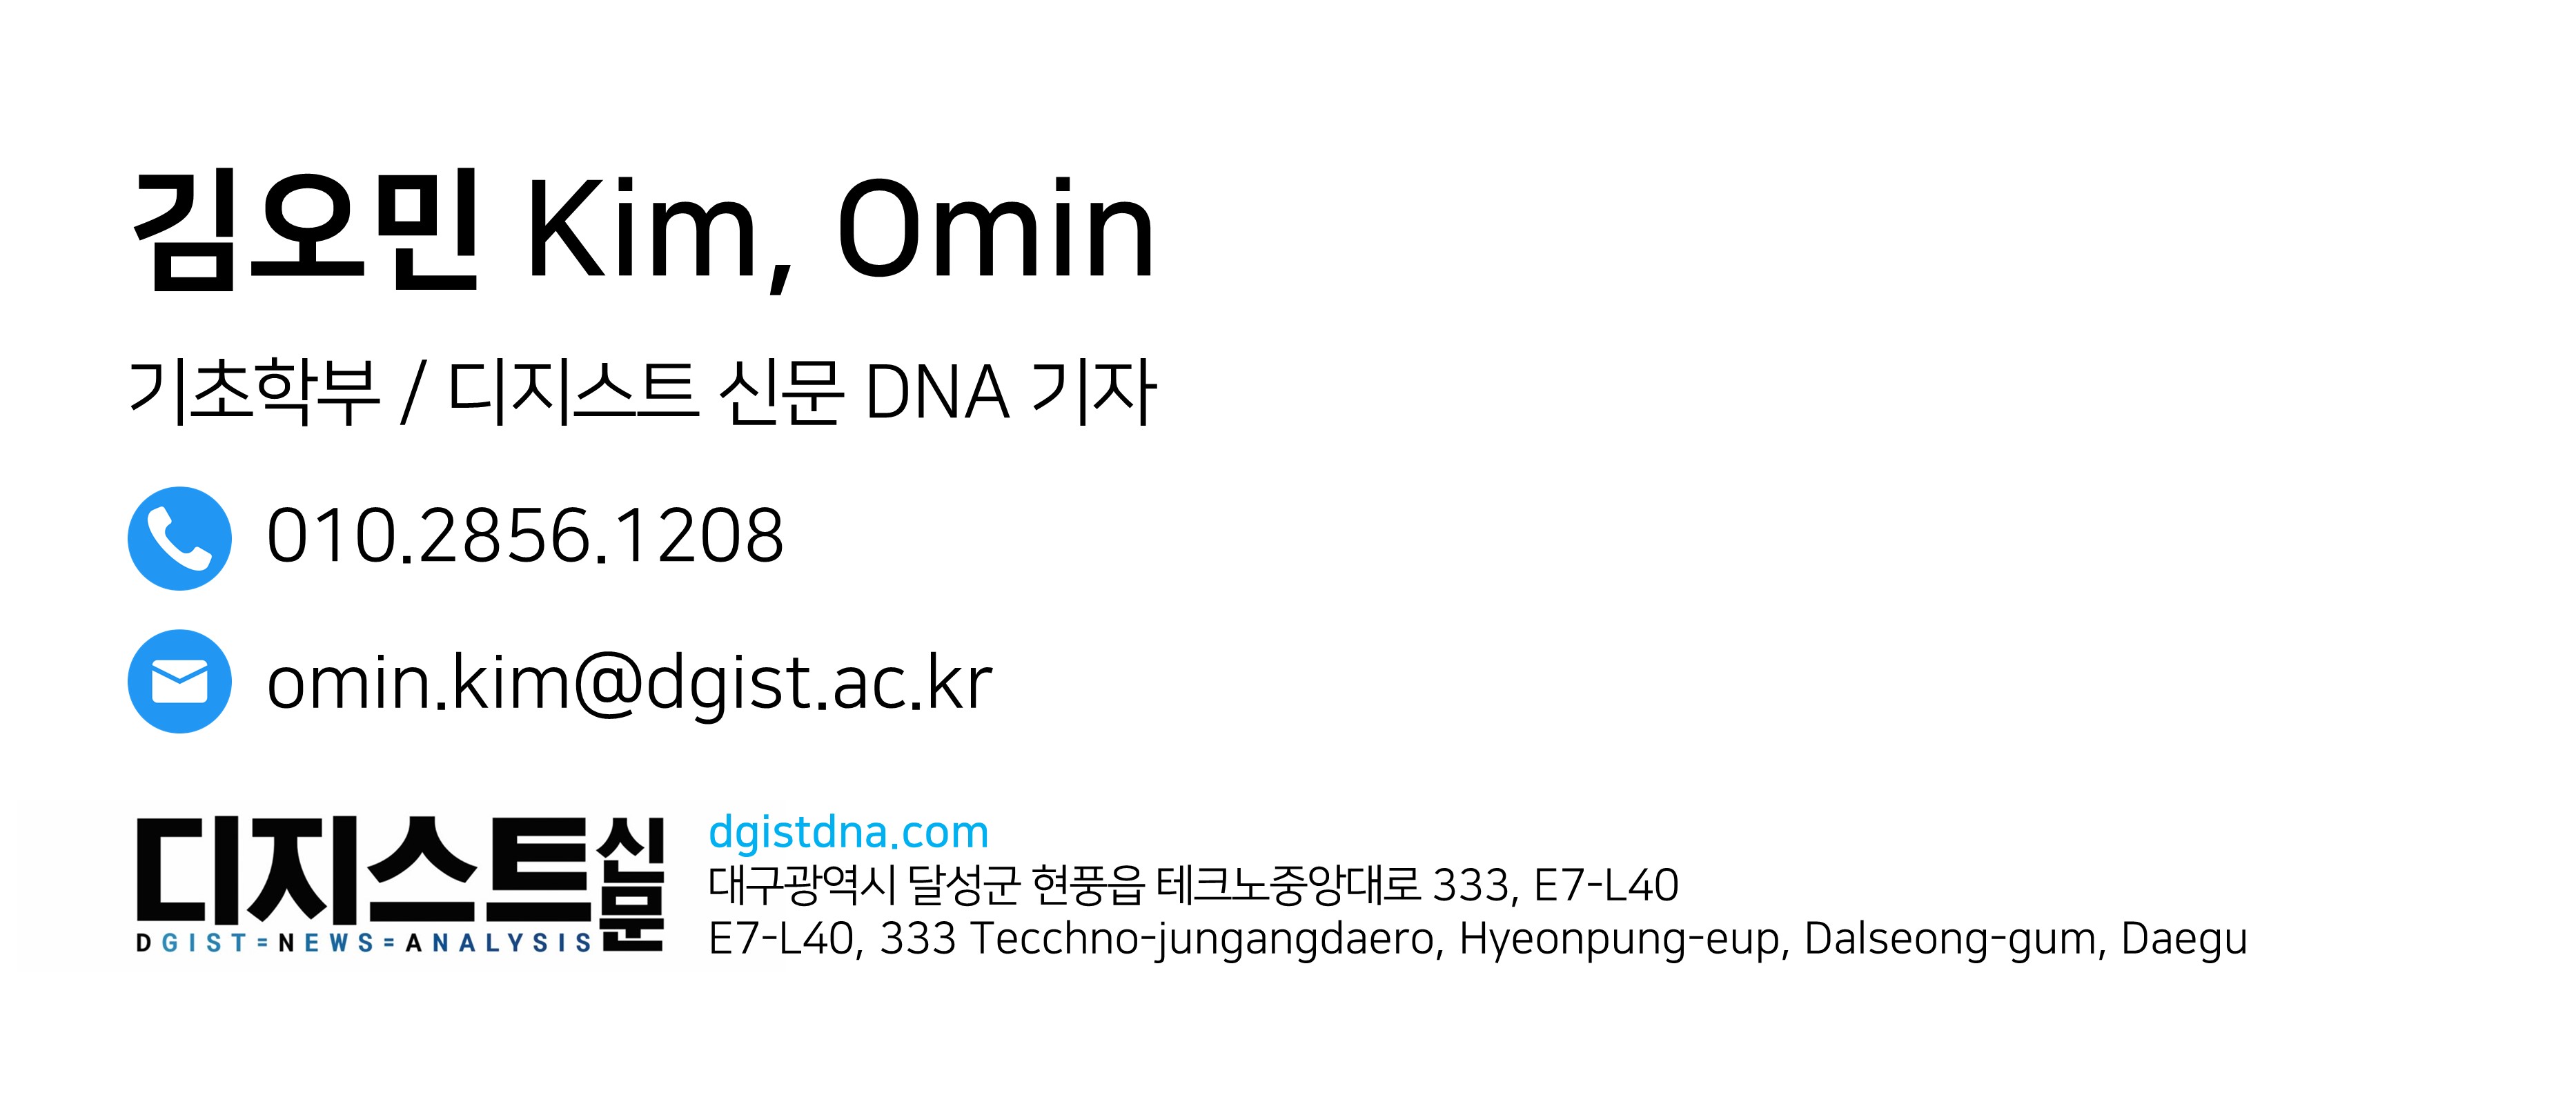 김오민 Kim, Omin
기초학부 / 디지스트 신문 DNA 기자
010.2856.1208
omin.kim@dgist.ac.kr
디지스트신문
DGIST=NEWS=ANALYSIS
dgistdna.com
대구광역시 달성군 현풍읍 테크노중앙대로 333, E7-L40
E7-L40, 333 Tecchno-jungangdaero, Hyeonpung-eup, Dalseong-gum, Daegu